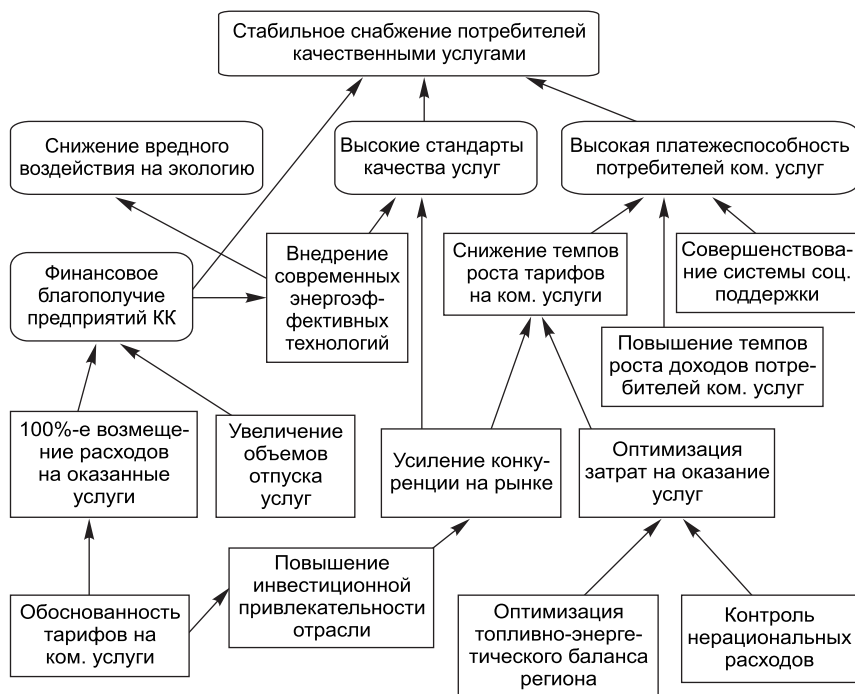 Стабильное снабжение потребителей
качественными услугами
Снижение вредного
воздействия на экологию
Высокие стандарты
качества услуг
Высокая платежеспособность
потребителей ком. услуг
Финансовое
благополучие
предприятий КК
Внедрение
современных
энергоэф-
фективных
технологий
Снижение темпов
роста тарифов
на ком. услуги
Совершенствова-
ние системы соц.
поддержки
Повышение темпов
роста доходов потре-
бителей ком. услуг
100%-е возмеще-
ние расходов
на оказанные
услуги
Увеличение
объемов
отпуска
услуг
Усиление конку-
ренции на рынке
Оптимизация
затрат на оказание
услуг
Обоснованность
тарифов на
ком. услуги
Повышение
инвестиционной
привлекательности
отрасли
Оптимизация
топливно-энерге-
тического баланса
региона
Контроль
нерациональных
расходов